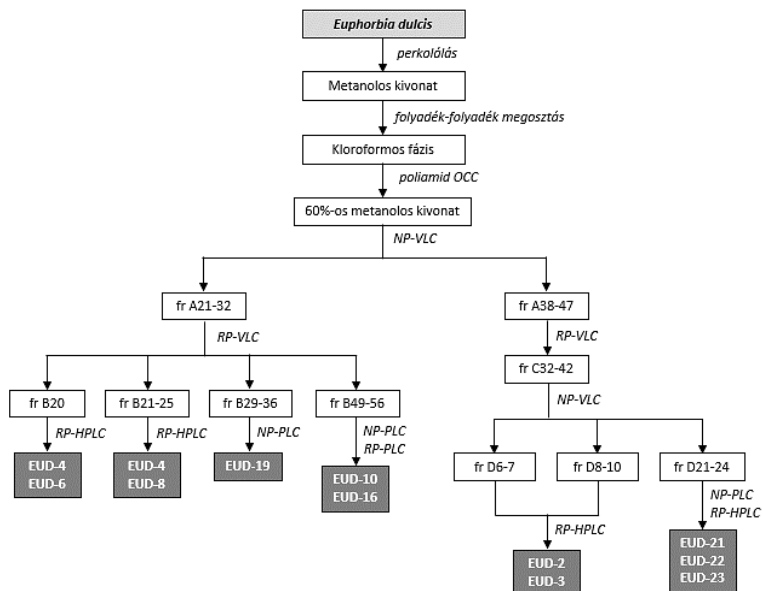 Euphorbia dulcis
perkolálás
Metanolos kivonat
folyadék-folyadék megosztás
Kloroformos fázis
poliamid OCC
60%-os metanolos kivonat
NP-VLC
fr A21-32
fr A38-47
RP-VLC
RP-VLC
fr C32-42
NP-VLC
fr B20
fr B21-25
fr B29-36
fr B49-56
RP-HPLC
RP-HPLC
NP-PLC
NP-PLC
RP-PLC
EUD-4
EUD-6
EUD-4
EUD-8
EUD-19
EUD-10
EUD-16
fr D6-7
fr D8-10
fr D21-24
RP-HPLC
NP-PLC
RP-HPLC
EUD-2
EUD-3
EUD-21
EUD-22
EUD-23